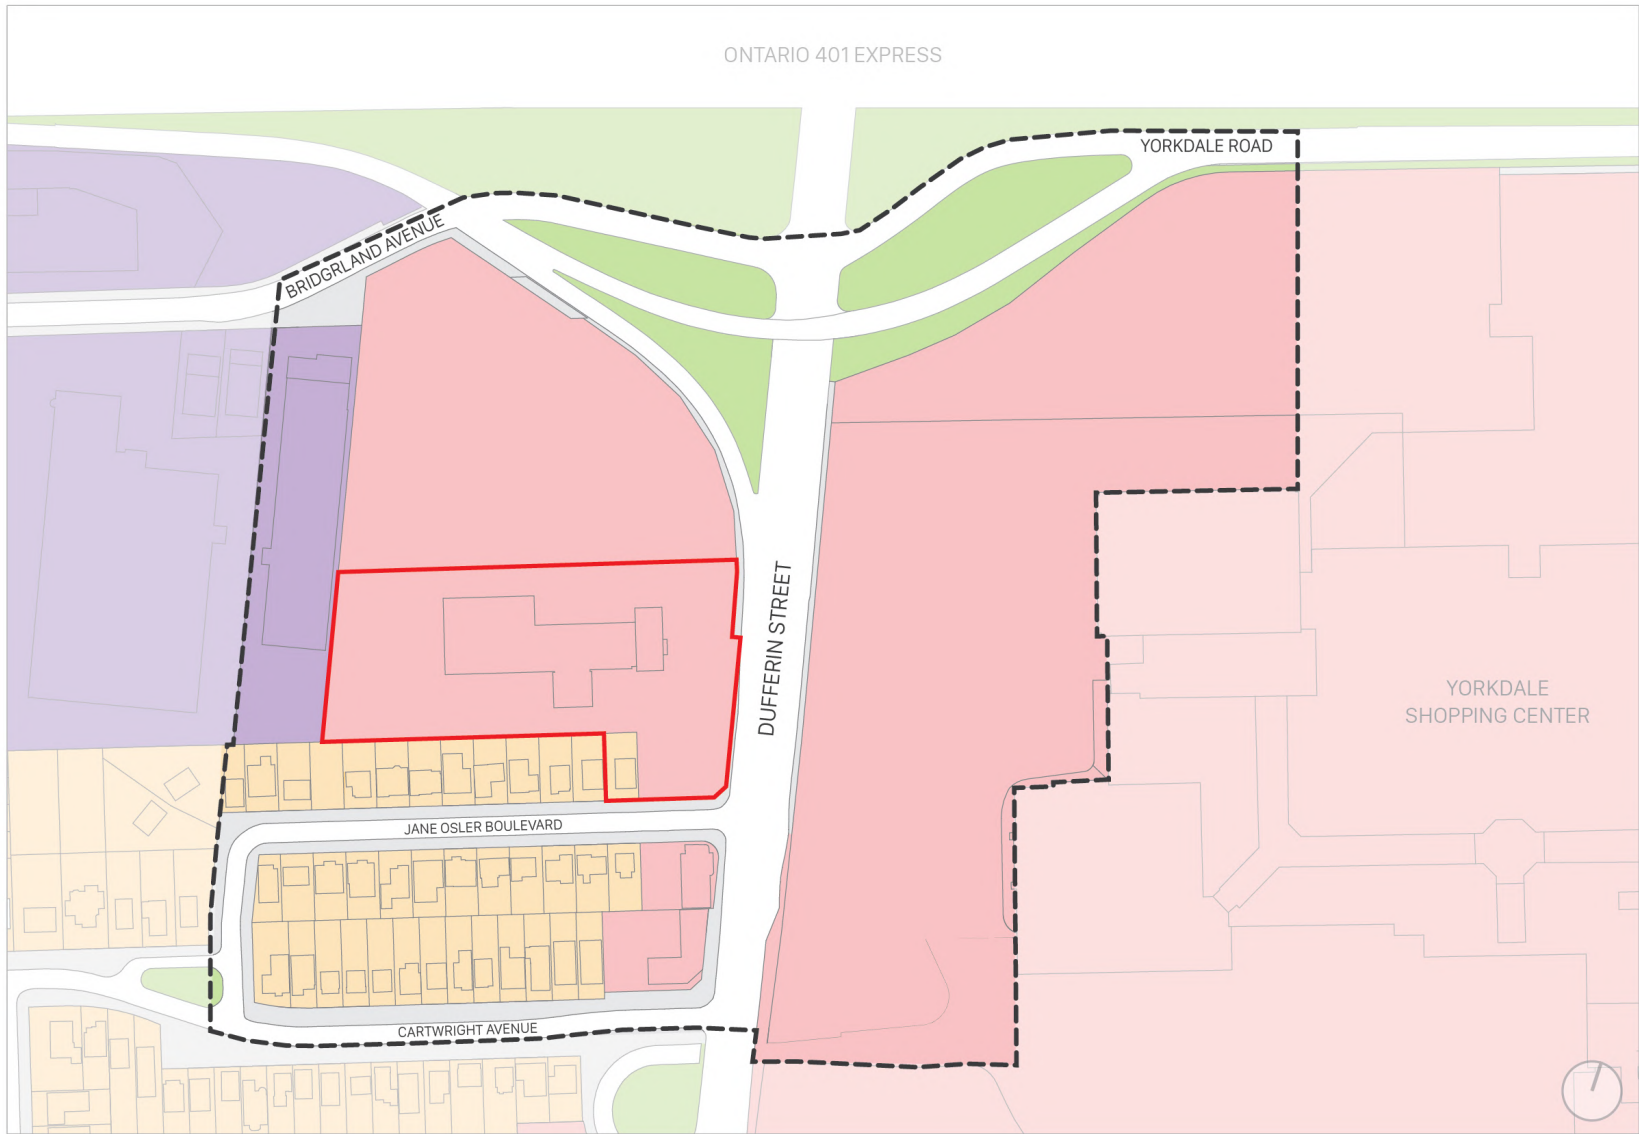 ONTARIO 401 EXPRESS
YORKDALE ROAD
BRIDGRLAND AVENUE
DUFFERIN STREET
YORKDALE
SHOPPING CENTER
JANE OSLER BOULEVARD
CARTWRIGHT AVENUE